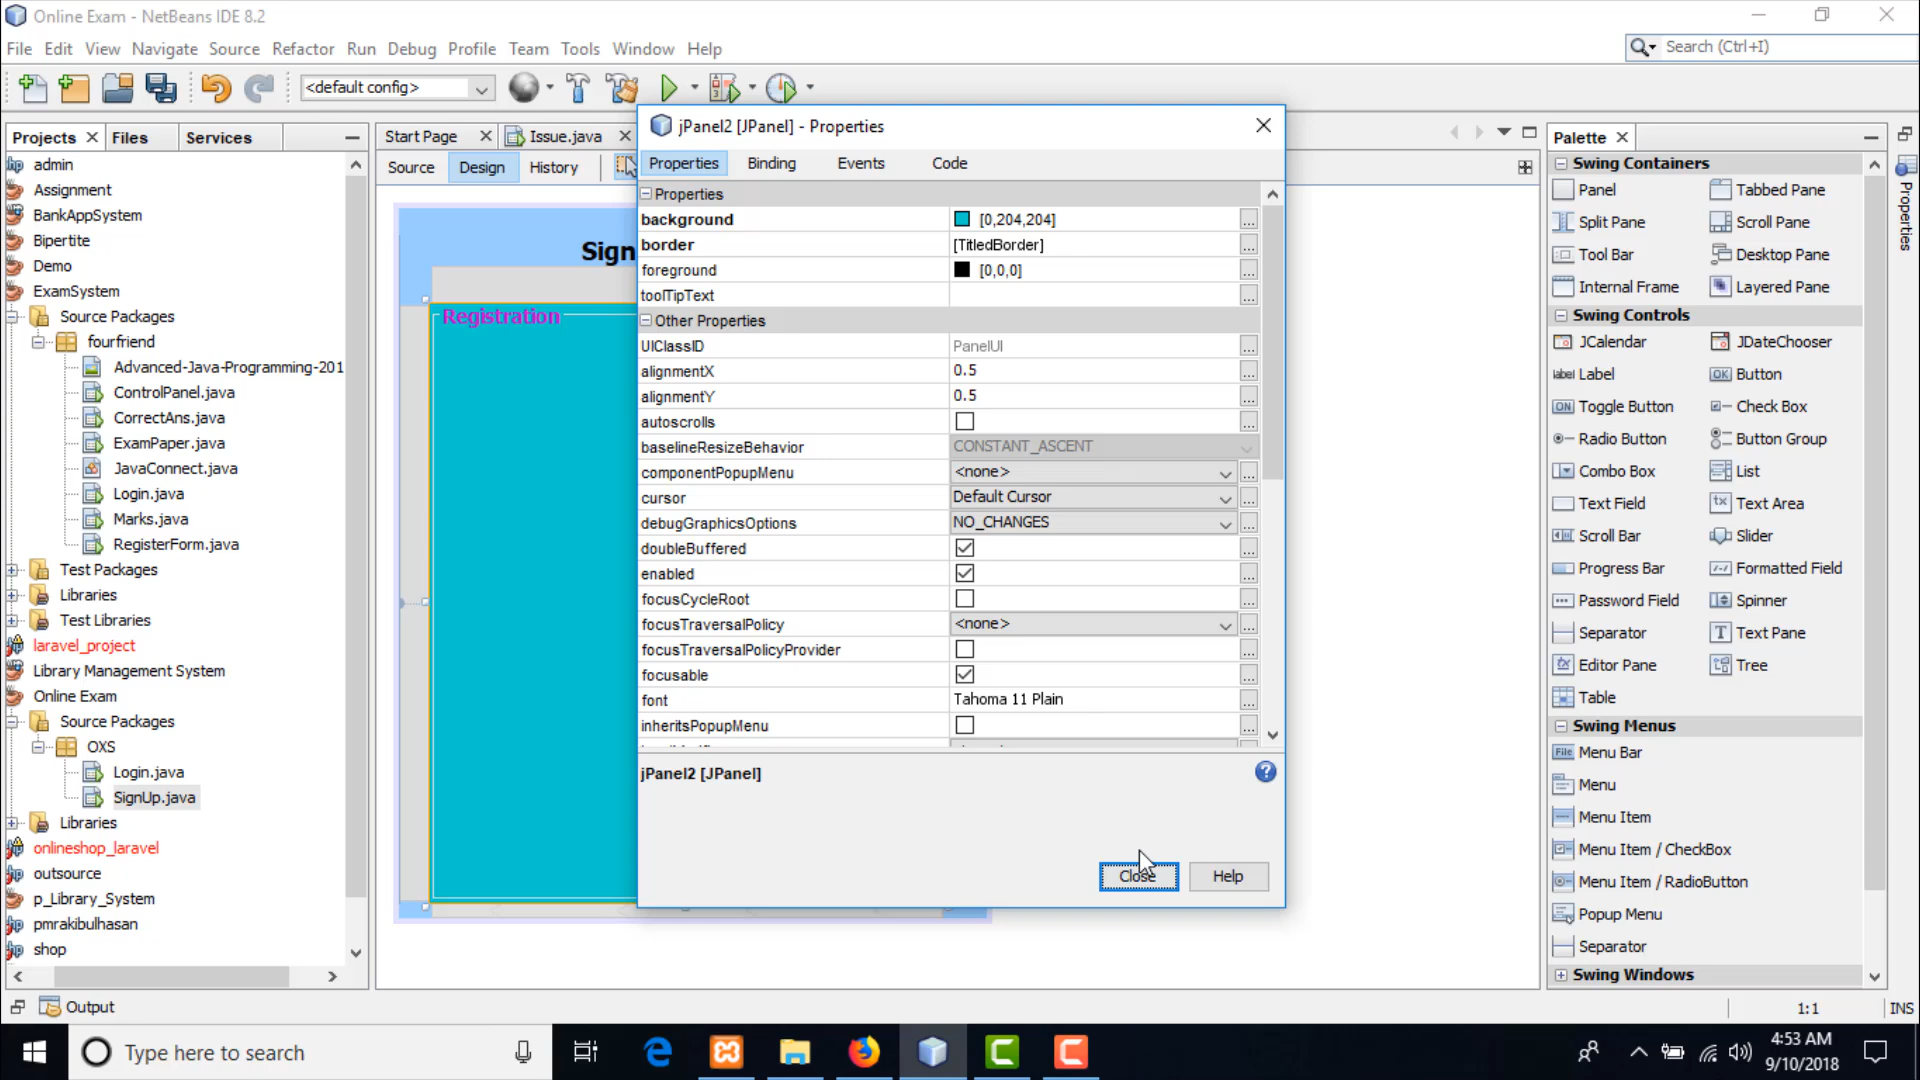 Online Exam - NetBeans IDE 8.2
File Edit View Navigate Source Refactor Run Debug Profile Team Tools Window Help
Search (Ctrl+I)
<default config>
Projects
Files
Services
admin
Assignment
BankAppSystem
Bipertite
Demo
ExamSystem
Source Packages
fourfriend
Advanced-Java-Programming-201
ControlPanel.java
CorrectAns.java
ExamPaper.java
JavaConnect.java
Login.java
Marks.java
RegisterForm.java
Test Packages
Libraries
Test Libraries
laravel_project
Library Management System
Online Exam
Source Packages
OXS
Login.java
SignUp.java
Libraries
onlineshop_laravel
outsource
p_Library_System
pmrakibulhasan
shop
Start Page
Issue.java
Source
Design
History
Sign
Registration
jPanel2 [JPanel] - Properties
Properties
Binding
Events
Code
Properties
background [0,204,204] ...
border [TitledBorder] ...
foreground [0,0,0] ...
toolTipText ...
Other Properties
UIClassID PanelUI ...
alignmentX 0.5 ...
alignmentY 0.5 ...
autoscrolls ...
baselineResizeBehavior CONSTANT_ASCENT
componentPopupMenu <none> ...
cursor Default Cursor ...
debugGraphicsOptions NO_CHANGES ...
doubleBuffered ...
enabled ...
focusCycleRoot ...
focusTraversalPolicy <none> ...
focusTraversalPolicyProvider ...
focusable ...
font Tahoma 11 Plain ...
inheritsPopupMenu ...
jPanel2 [JPanel]
Close
Help
Palette
Swing Containers
Panel Tabbed Pane
Split Pane Scroll Pane
Tool Bar Desktop Pane
Internal Frame Layered Pane
Swing Controls
JCalendar JDateChooser
label Label OK Button
ON Toggle Button Check Box
Radio Button Button Group
Combo Box List
Text Field Text Area
Scroll Bar Slider
Progress Bar Formatted Field
Password Field Spinner
Separator Text Pane
Editor Pane Tree
Table
Swing Menus
File Menu Bar
Menu
Menu Item
Menu Item / CheckBox
Menu Item / RadioButton
Popup Menu
Separator
Swing Windows
Properties
Output
1:1
INS
Type here to search
4:53 AM
9/10/2018